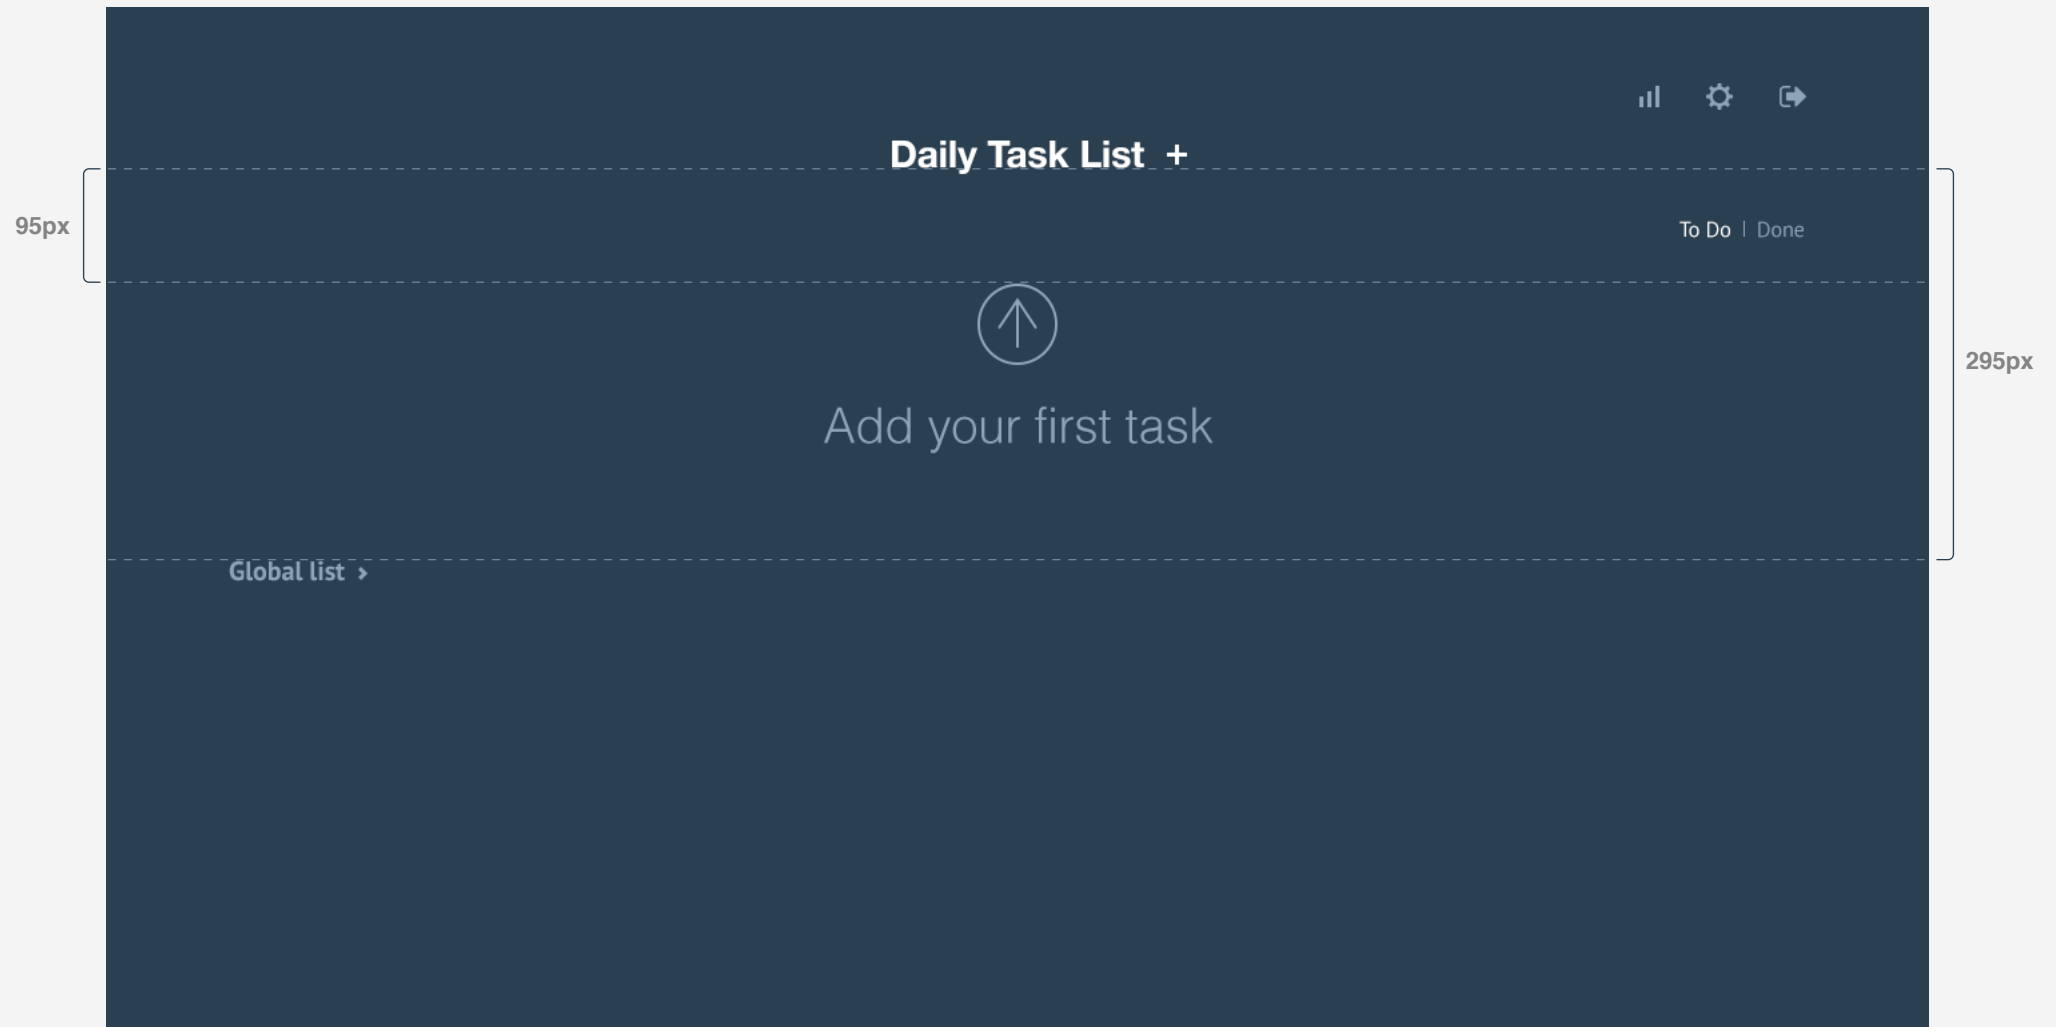 Daily Task List +
95px
To Do | Done
295px
Add your first task
Global list >